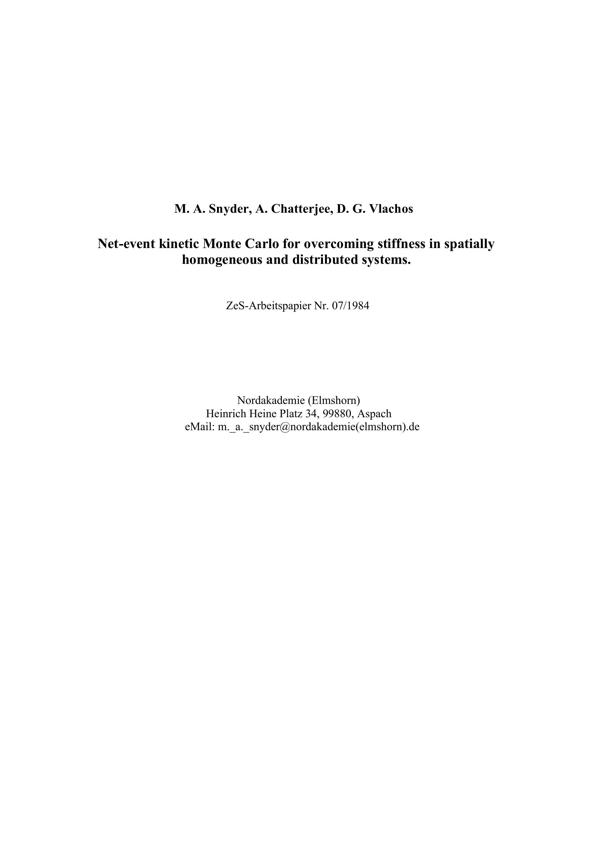 M. A. Snyder, A. Chatterjee, D. G. Vlachos
Net-event kinetic Monte Carlo for overcoming stiffness in spatially
homogeneous and distributed systems.
ZeS-Arbeitspapier Nr. 07/1984
Nordakademie (Elmshorn)
Heinrich Heine Platz 34, 99880, Aspach
eMail: m._a._snyder@nordakademie(elmshorn).de